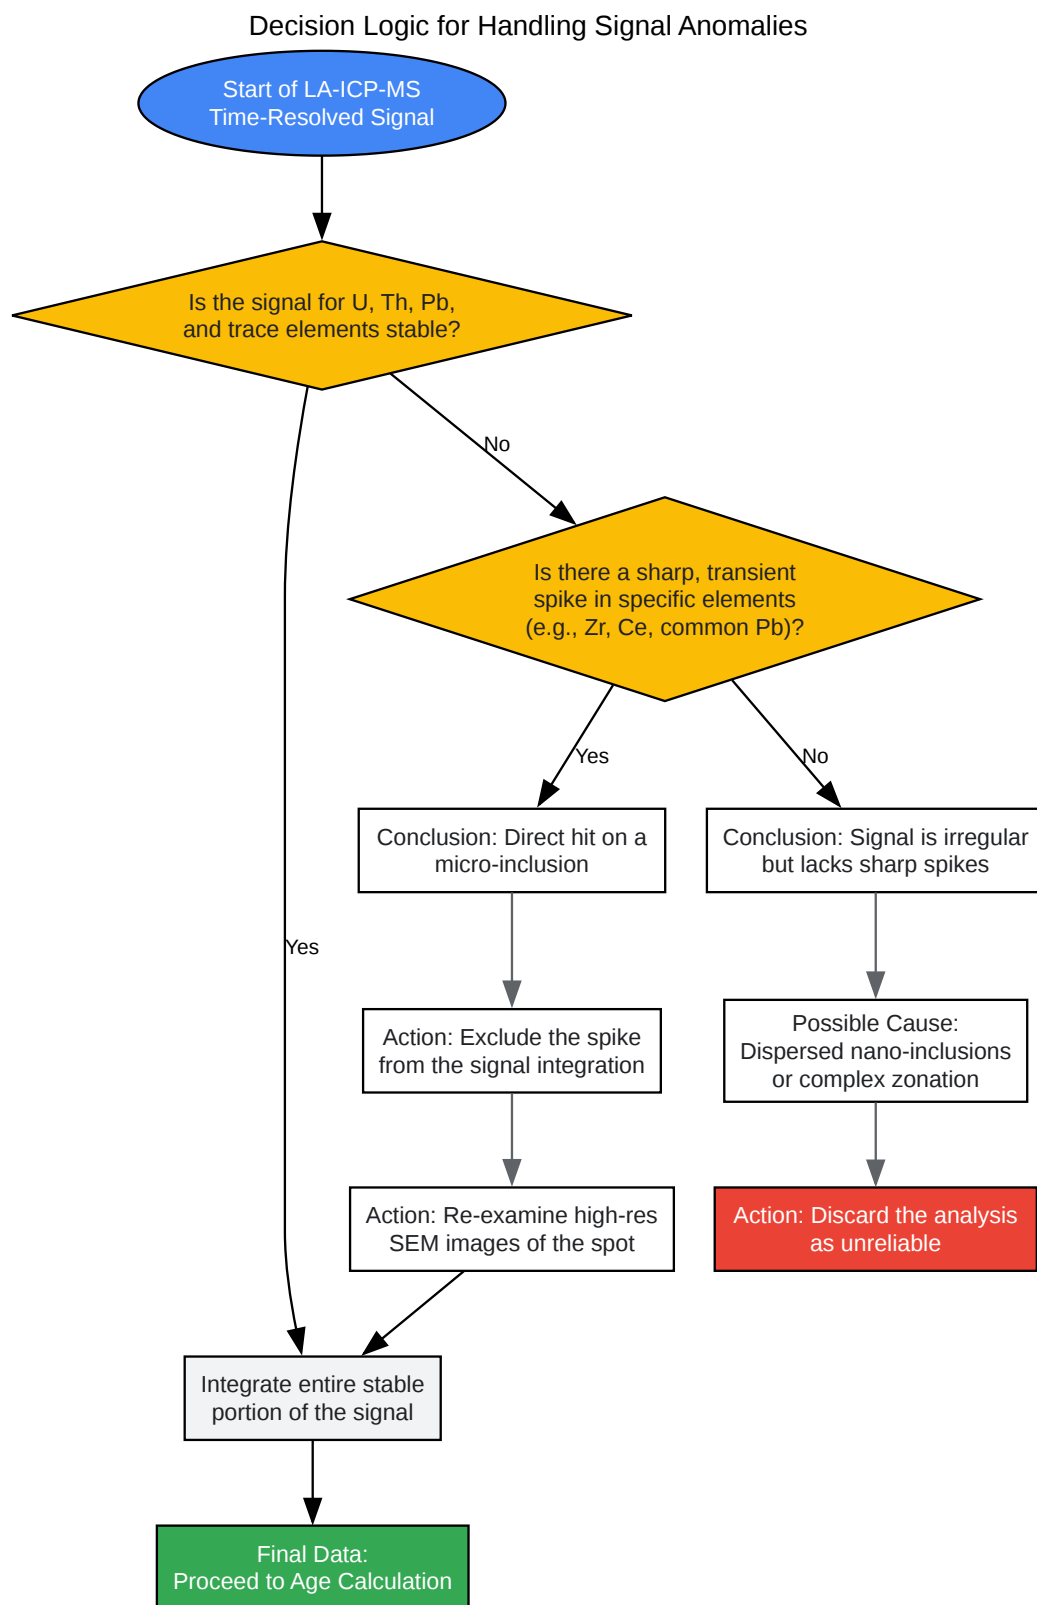 Decision Logic for Handling Signal Anomalies
Start of LA-ICP-MS
Time-Resolved Signal
Is the signal for U, Th, Pb,
and trace elements stable?
No
Is there a sharp, transient
spike in specific elements
(e.g., Zr, Ce, common Pb)?
Yes
No
Conclusion: Direct hit on a
micro-inclusion
Conclusion: Signal is irregular
but lacks sharp spikes
Yes
Action: Exclude the spike
from the signal integration
Possible Cause:
Dispersed nano-inclusions
or complex zonation
Action: Re-examine high-res
SEM images of the spot
Action: Discard the analysis
as unreliable
Integrate entire stable
portion of the signal
Final Data:
Proceed to Age Calculation